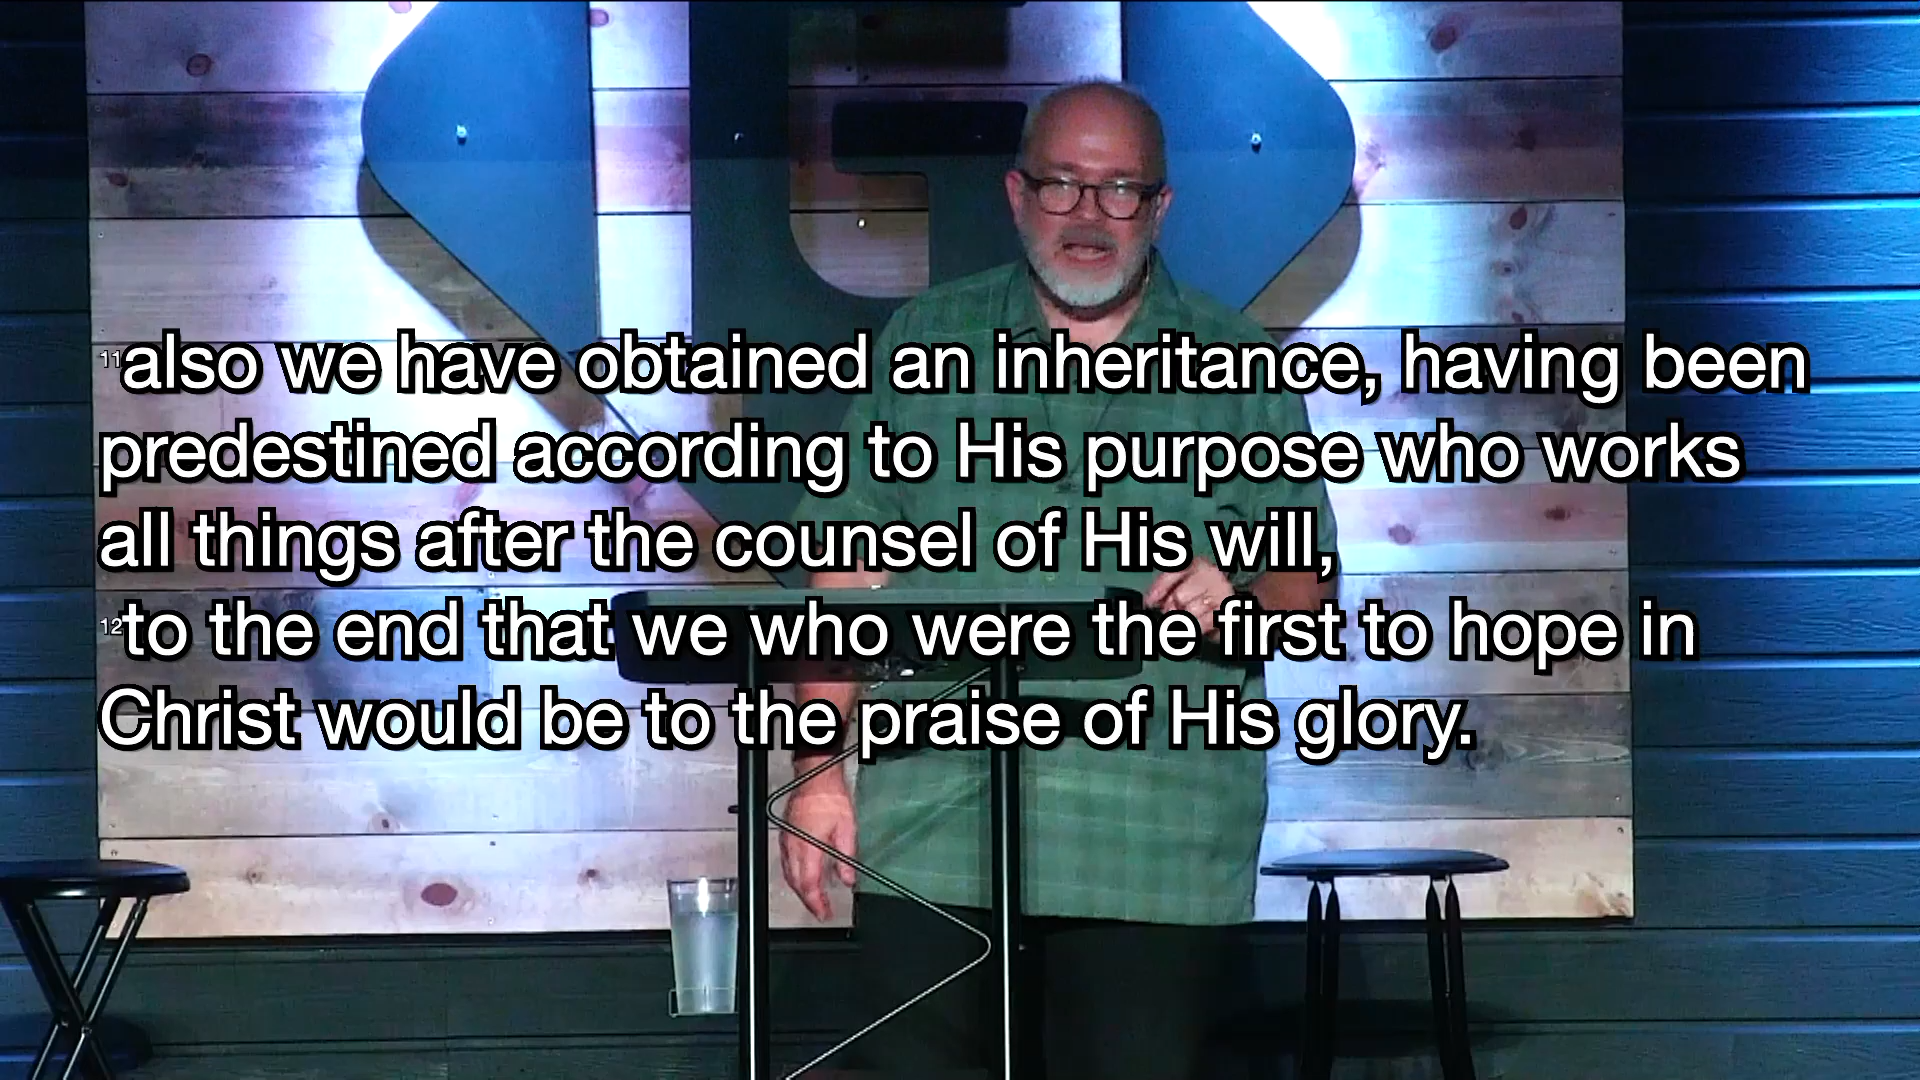 11also we have obtained an inheritance, having been
predestined according to His purpose who works
all things after the counsel of His will,
12to the end that we who were the first to hope in
Christ would be to the praise of His glory.